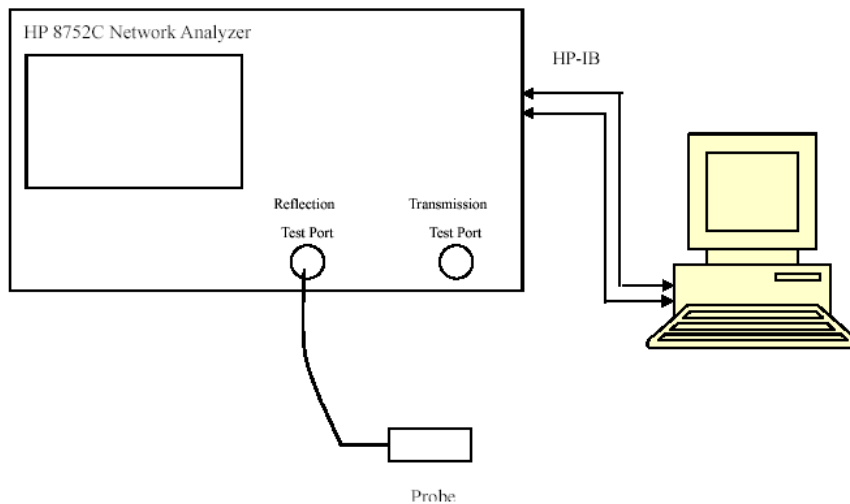 HP 8752C Network Analyzer
HP-IB
Reflection
Test Port
Transmission
Test Port
Probe